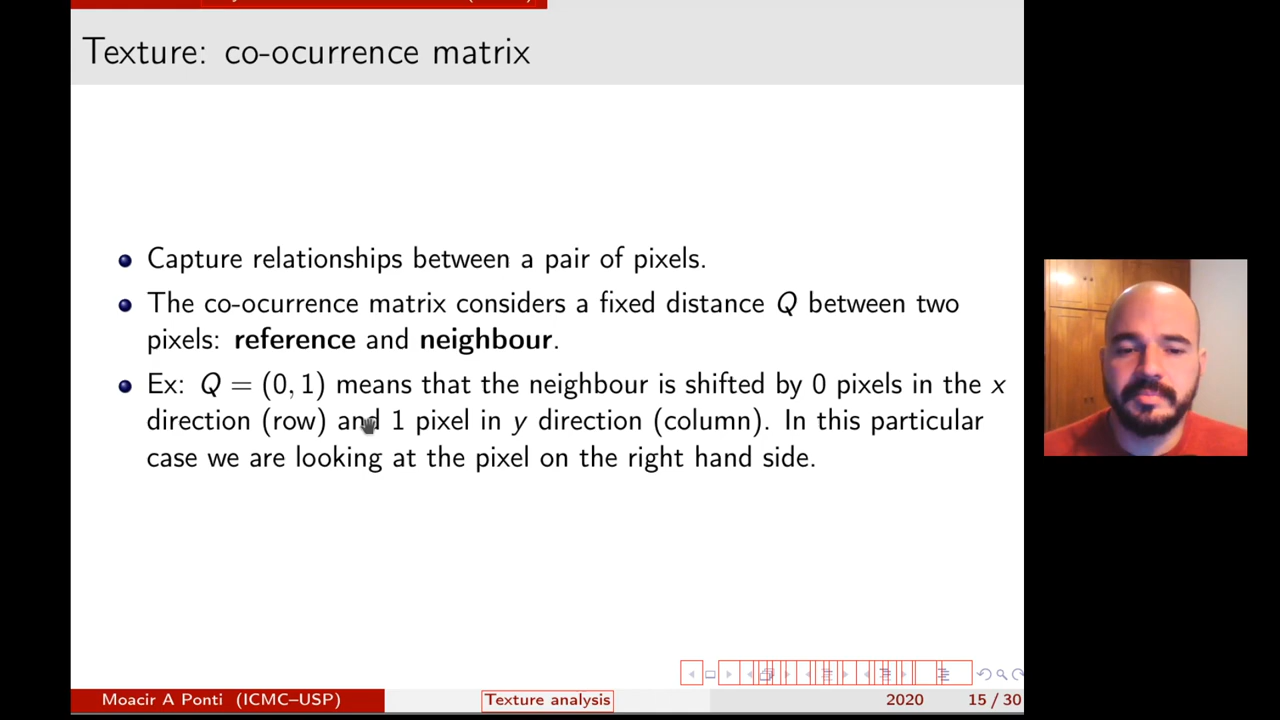 Texture: co-ocurrence matrix
Capture relationships between a pair of pixels.
The co-ocurrence matrix considers a fixed distance Q between two
pixels: reference and neighbour.
Ex: Q = (0, 1) means that the neighbour is shifted by 0 pixels in the x
direction (row) and 1 pixel in y direction (column). In this particular
case we are looking at the pixel on the right hand side.
Moacir A Ponti (ICMC–USP) Texture analysis 2020 15 / 30